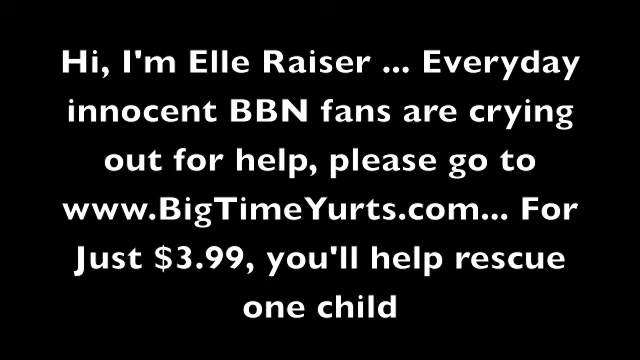 Hi, I'm Elle Raiser ... Everyday
innocent BBN fans are crying
out for help, please go to
www.BigTimeYurts.com... For
Just $3.99, you'll help rescue
one child